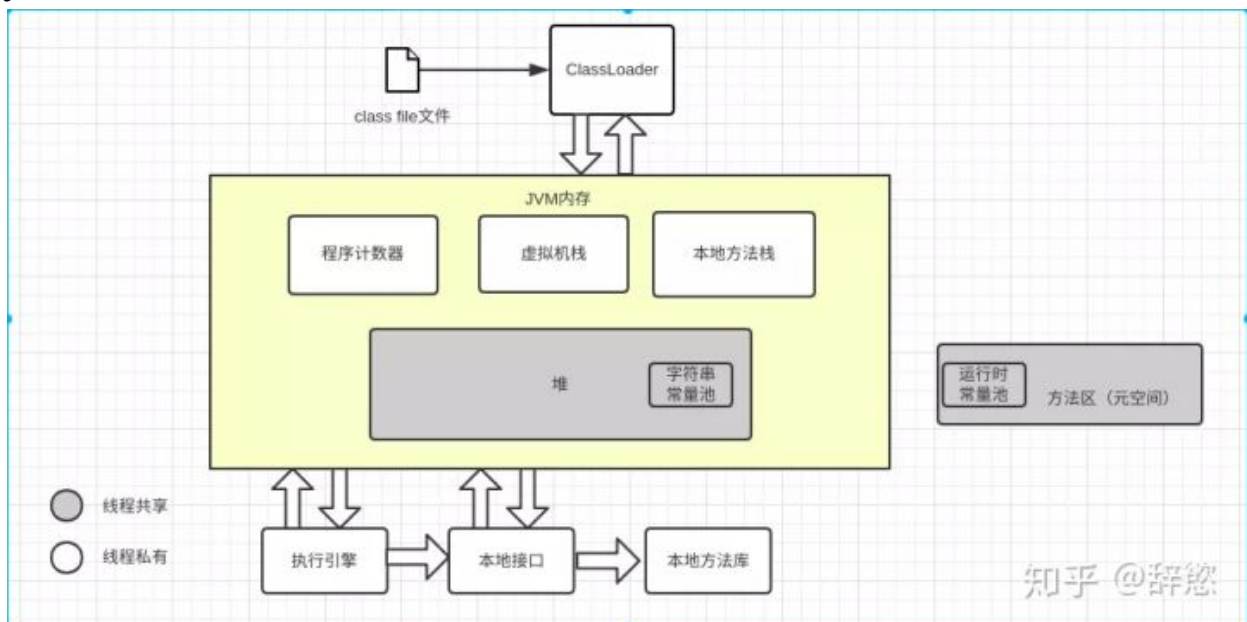 ClassLoader
class file文件
JVM内存
程序计数器
虚拟机栈
本地方法栈
堆
字符串
常量池
运行时
常量池
方法区（元空间）
线程共享
线程私有
执行引擎
本地接口
本地方法库
知乎 @辞慾